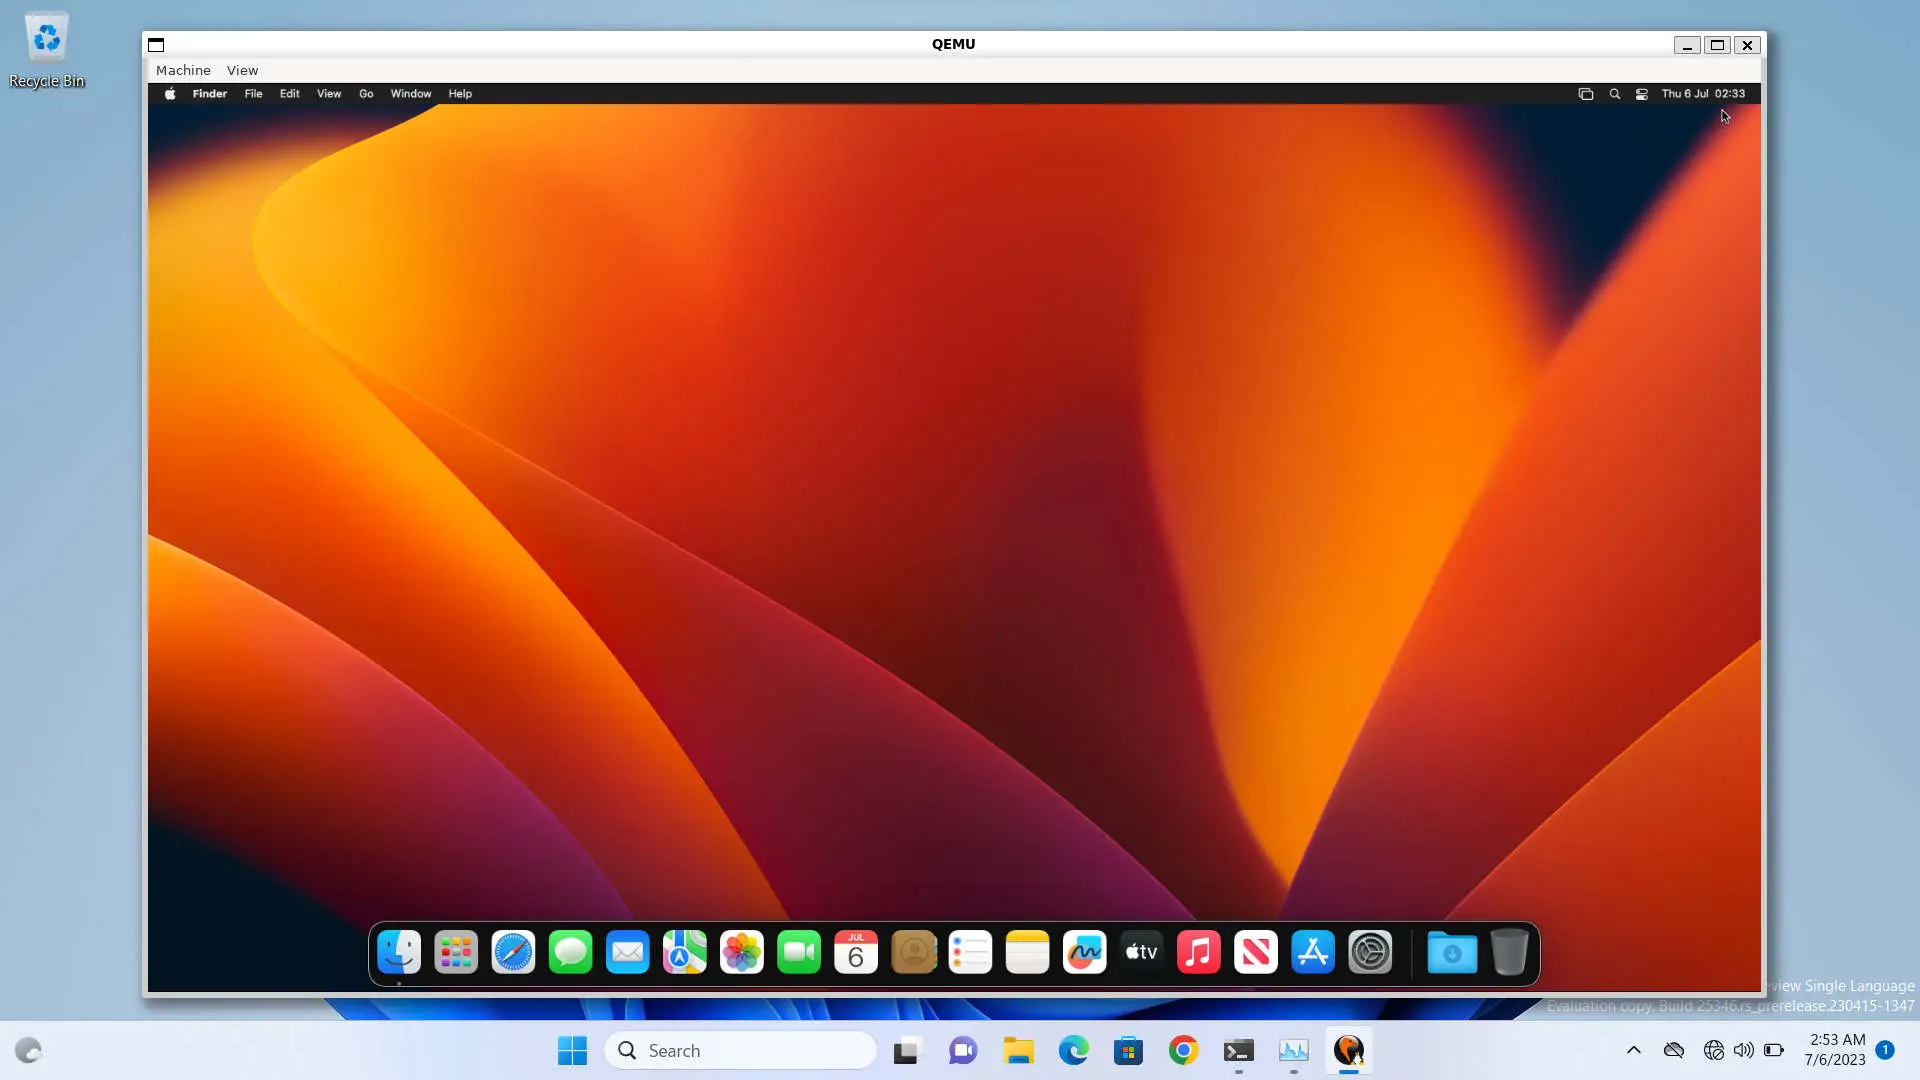 Recycle Bin
QEMU
Machine View
Finder File Edit View Go Window Help
Thu 6 Jul 02:33
JUL
6
tv
view Single Language
Evaluation copy. Build 25346.rs_prerelease.230415-1347
Search
2:53 AM
7/6/2023
1